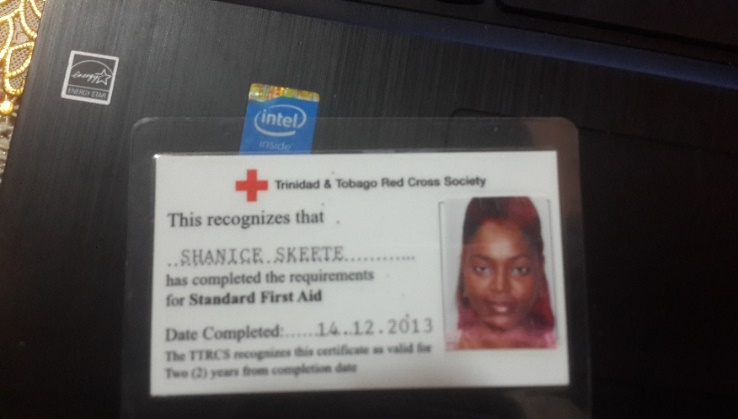 energy
ENERGY STAR
intel
inside
Trinidad & Tobago Red Cross Society
This recognizes that
..SHANICE.SKEETE............
has completed the requirements
for Standard First Aid
Date Completed:......14.12.2013
The TTRCS recognizes this certificate as valid for
Two (2) years from completion date